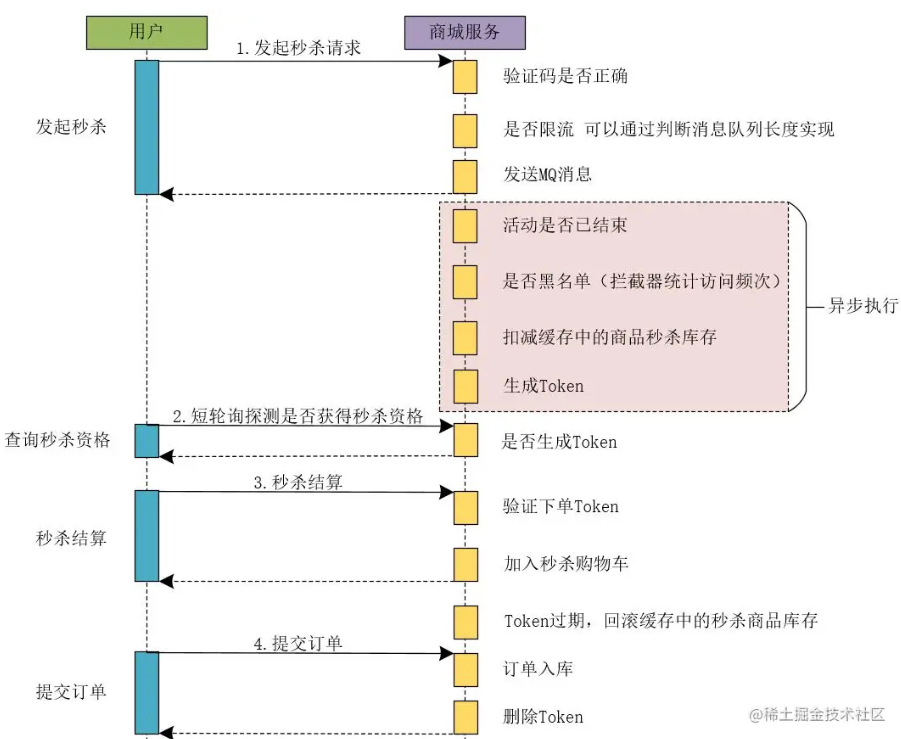 用户
商城服务
1.发起秒杀请求
验证码是否正确
发起秒杀
是否限流 可以通过判断消息队列长度实现
发送MQ消息
活动是否已结束
是否黑名单（拦截器统计访问频次）
异步执行
扣减缓存中的商品秒杀库存
生成Token
2.短轮询探测是否获得秒杀资格
查询秒杀资格
是否生成Token
3.秒杀结算
验证下单Token
秒杀结算
加入秒杀购物车
Token过期，回滚缓存中的秒杀商品库存
4.提交订单
订单入库
提交订单
删除Token
@稀土掘金技术社区